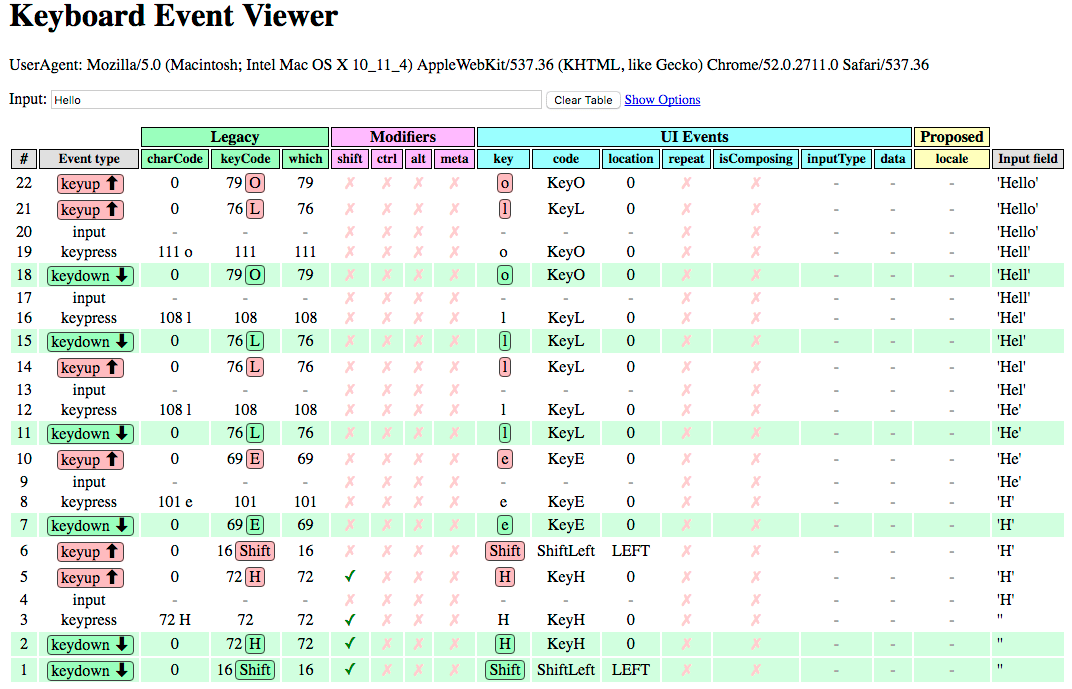 Keyboard Event Viewer
UserAgent: Mozilla/5.0 (Macintosh; Intel Mac OS X 10_11_4) AppleWebKit/537.36 (KHTML, like Gecko) Chrome/52.0.2711.0 Safari/537.36
Input: Hello Clear Table Show Options
Legacy Modifiers UI Events Proposed
# Event type charCode keyCode which shift ctrl alt meta key code location repeat isComposing inputType data locale Input field
22 keyup ⬆ 0 79 O 79 ✗ ✗ ✗ ✗ o KeyO 0 ✗ ✗ - - - 'Hello'
21 keyup ⬆ 0 76 L 76 ✗ ✗ ✗ ✗ l KeyL 0 ✗ ✗ - - - 'Hello'
20 input - - - ✗ ✗ ✗ ✗ - - - ✗ ✗ - - - 'Hello'
19 keypress 111 o 111 111 ✗ ✗ ✗ ✗ o KeyO 0 ✗ ✗ - - - 'Hell'
18 keydown ⬇ 0 79 O 79 ✗ ✗ ✗ ✗ o KeyO 0 ✗ ✗ - - - 'Hell'
17 input - - - ✗ ✗ ✗ ✗ - - - ✗ ✗ - - - 'Hell'
16 keypress 108 l 108 108 ✗ ✗ ✗ ✗ l KeyL 0 ✗ ✗ - - - 'Hel'
15 keydown ⬇ 0 76 L 76 ✗ ✗ ✗ ✗ l KeyL 0 ✗ ✗ - - - 'Hel'
14 keyup ⬆ 0 76 L 76 ✗ ✗ ✗ ✗ l KeyL 0 ✗ ✗ - - - 'Hel'
13 input - - - ✗ ✗ ✗ ✗ - - - ✗ ✗ - - - 'Hel'
12 keypress 108 l 108 108 ✗ ✗ ✗ ✗ l KeyL 0 ✗ ✗ - - - 'He'
11 keydown ⬇ 0 76 L 76 ✗ ✗ ✗ ✗ l KeyL 0 ✗ ✗ - - - 'He'
10 keyup ⬆ 0 69 E 69 ✗ ✗ ✗ ✗ e KeyE 0 ✗ ✗ - - - 'He'
9 input - - - ✗ ✗ ✗ ✗ - - - ✗ ✗ - - - 'He'
8 keypress 101 e 101 101 ✗ ✗ ✗ ✗ e KeyE 0 ✗ ✗ - - - 'H'
7 keydown ⬇ 0 69 E 69 ✗ ✗ ✗ ✗ e KeyE 0 ✗ ✗ - - - 'H'
6 keyup ⬆ 0 16 Shift 16 ✗ ✗ ✗ ✗ Shift ShiftLeft LEFT ✗ ✗ - - - 'H'
5 keyup ⬆ 0 72 H 72 ✓ ✗ ✗ ✗ H KeyH 0 ✗ ✗ - - - 'H'
4 input - - - ✗ ✗ ✗ ✗ - - - ✗ ✗ - - - 'H'
3 keypress 72 H 72 72 ✓ ✗ ✗ ✗ H KeyH 0 ✗ ✗ - - - ''
2 keydown ⬇ 0 72 H 72 ✓ ✗ ✗ ✗ H KeyH 0 ✗ ✗ - - - ''
1 keydown ⬇ 0 16 Shift 16 ✓ ✗ ✗ ✗ Shift ShiftLeft LEFT ✗ ✗ - - - ''